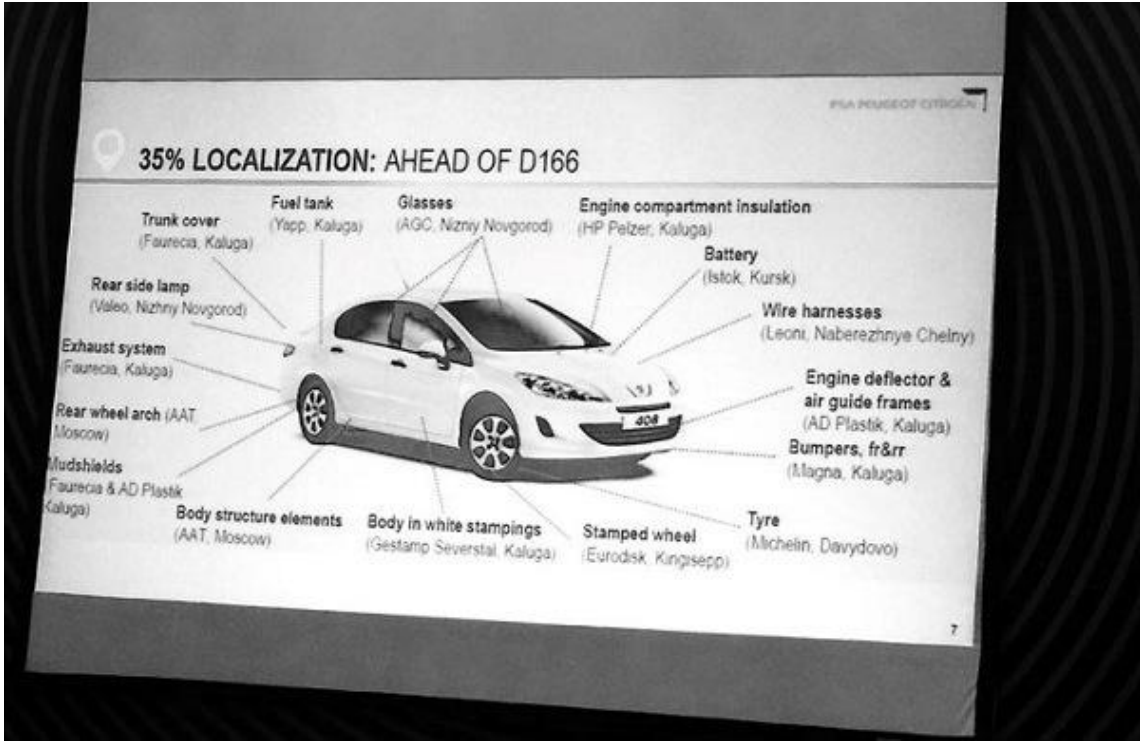 PSA PEUGEOT CITROËN
35% LOCALIZATION: AHEAD OF D166
Fuel tank
(Yapp, Kaluga)
Glasses
(AGC, Nizniy Novgorod)
Engine compartment insulation
(HP Pelzer, Kaluga)
Trunk cover
(Faurecia, Kaluga)
Battery
(Istok, Kursk)
Rear side lamp
(Valeo, Nizhny Novgorod)
Wire harnesses
(Leoni, Naberezhnye Chelny)
Exhaust system
(Faurecia, Kaluga)
Engine deflector &
air guide frames
(AD Plastik, Kaluga)
Rear wheel arch (AAT,
Moscow)
408
Bumpers, fr&rr
(Magna, Kaluga)
Mudshields
Faurecia & AD Plastik
Kaluga)
Body structure elements
(AAT, Moscow)
Body in white stampings
(Gestamp Severstal, Kaluga)
Stamped wheel
(Eurodisk, Kingisepp)
Tyre
(Michelin, Davydovo)
7